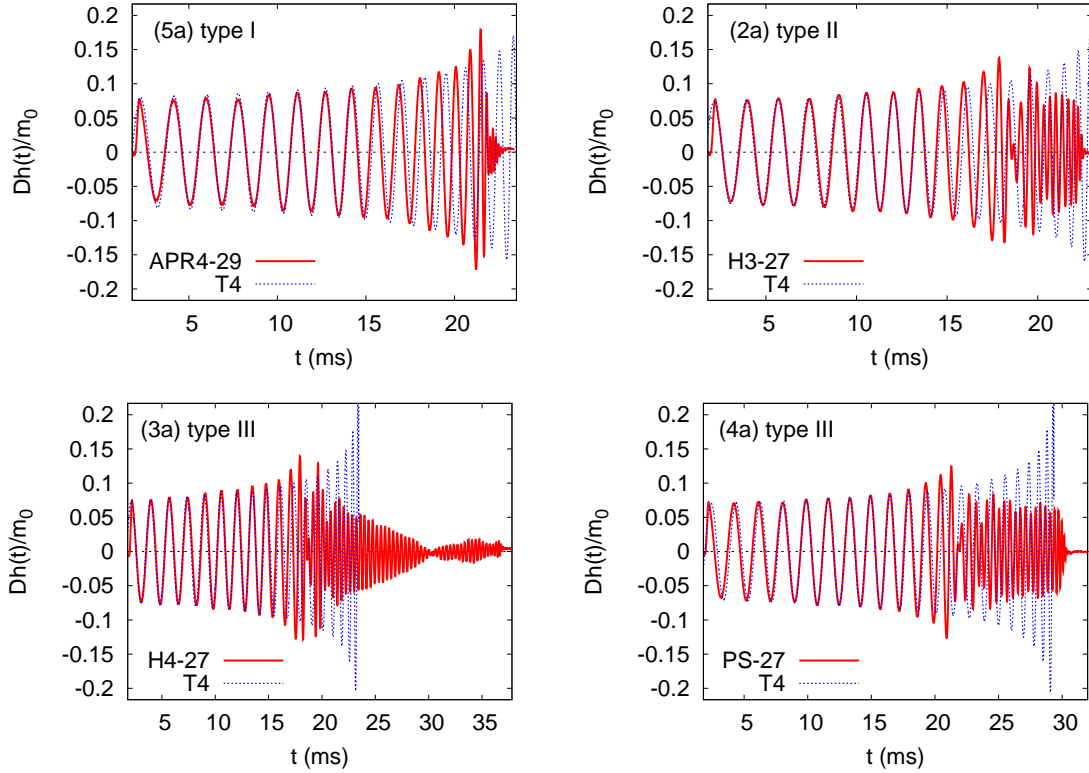 (5a) type I
Dh(t)/m0
0.2
0.15
0.1
0.05
0
-0.05
-0.1
-0.15
-0.2
APR4-29
T4
5 10 15 20
t (ms)
(2a) type II
Dh(t)/m0
0.2
0.15
0.1
0.05
0
-0.05
-0.1
-0.15
-0.2
H3-27
T4
5 10 15 20
t (ms)
(3a) type III
Dh(t)/m0
0.2
0.15
0.1
0.05
0
-0.05
-0.1
-0.15
-0.2
H4-27
T4
5 10 15 20 25 30 35
t (ms)
(4a) type III
Dh(t)/m0
0.2
0.15
0.1
0.05
0
-0.05
-0.1
-0.15
-0.2
PS-27
T4
5 10 15 20 25 30
t (ms)